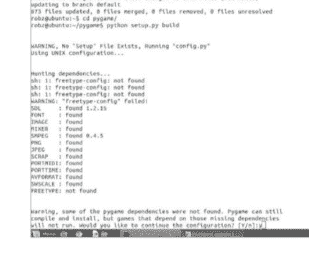 updating to branch default
873 files updated, 0 files merged, 0 files removed, 0 files unresolved
robz@ubuntu:~$ cd pygame/
robz@ubuntu:~/pygame$ python setup.py build
WARNING, No "Setup" File Exists, Running "config.py"
Using UNIX configuration...
Hunting dependencies...
sh: 1: freetype-config: not found
sh: 1: freetype-config: not found
sh: 1: freetype-config: not found
WARNING: "freetype-config" failed!
SDL : found 1.2.15
FONT : found
IMAGE : found
MIXER : found
SMPEG : found 0.4.5
PNG : found
JPEG : found
SCRAP : found
PORTMIDI: found
PORTTIME: found
AVFORMAT: found
SWSCALE : found
FREETYPE: not found
Warning, some of the pygame dependencies were not found. Pygame can still
compile and install, but games that depend on those missing dependencies
will not run. Would you like to continue the configuration? [Y/n]:y
Menu